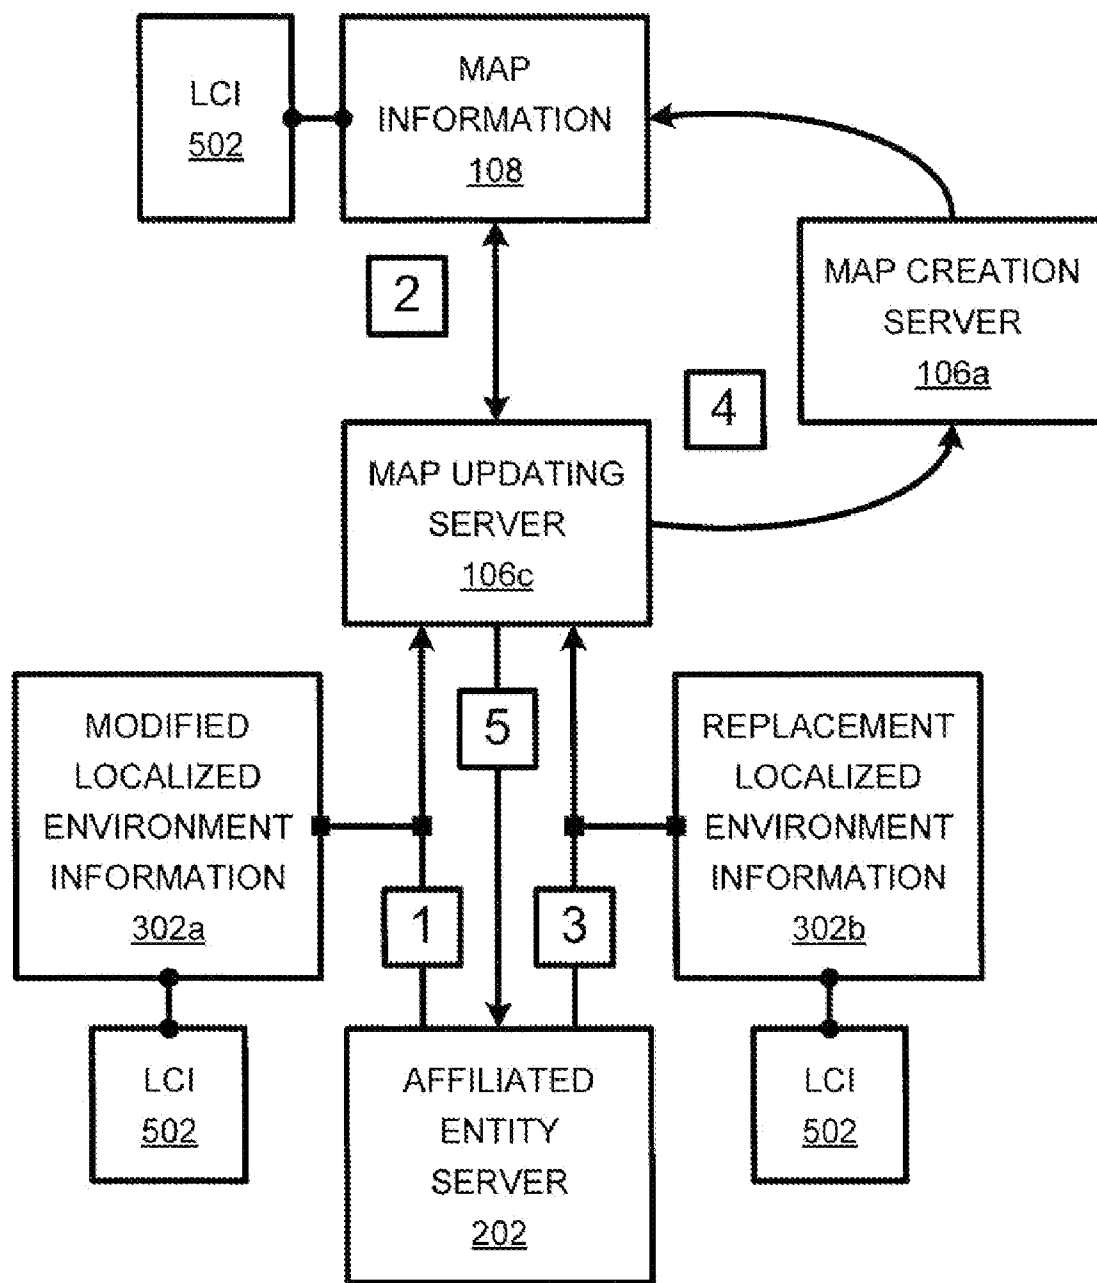 LCI
502
MAP
INFORMATION
108
MAP CREATION
SERVER
106a
2
4
MAP UPDATING
SERVER
106c
MODIFIED
LOCALIZED
ENVIRONMENT
INFORMATION
302a
5
REPLACEMENT
LOCALIZED
ENVIRONMENT
INFORMATION
302b
1
3
LCI
502
AFFILIATED
ENTITY
SERVER
202
LCI
502